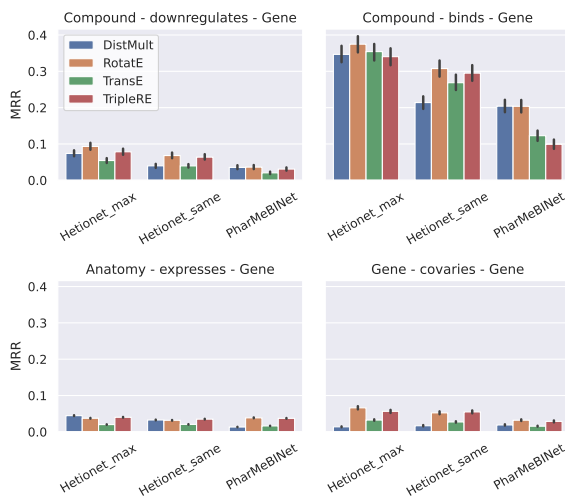 Compound - downregulates - Gene
Compound - binds - Gene
MRR
0.4
0.3
0.2
0.1
0.0
DistMult
RotatE
TransE
TripleRE
Hetionet_max
Hetionet_same
PharMeBINet
Hetionet_max
Hetionet_same
PharMeBINet
Anatomy - expresses - Gene
Gene - covaries - Gene
MRR
0.4
0.3
0.2
0.1
0.0
Hetionet_max
Hetionet_same
PharMeBINet
Hetionet_max
Hetionet_same
PharMeBINet